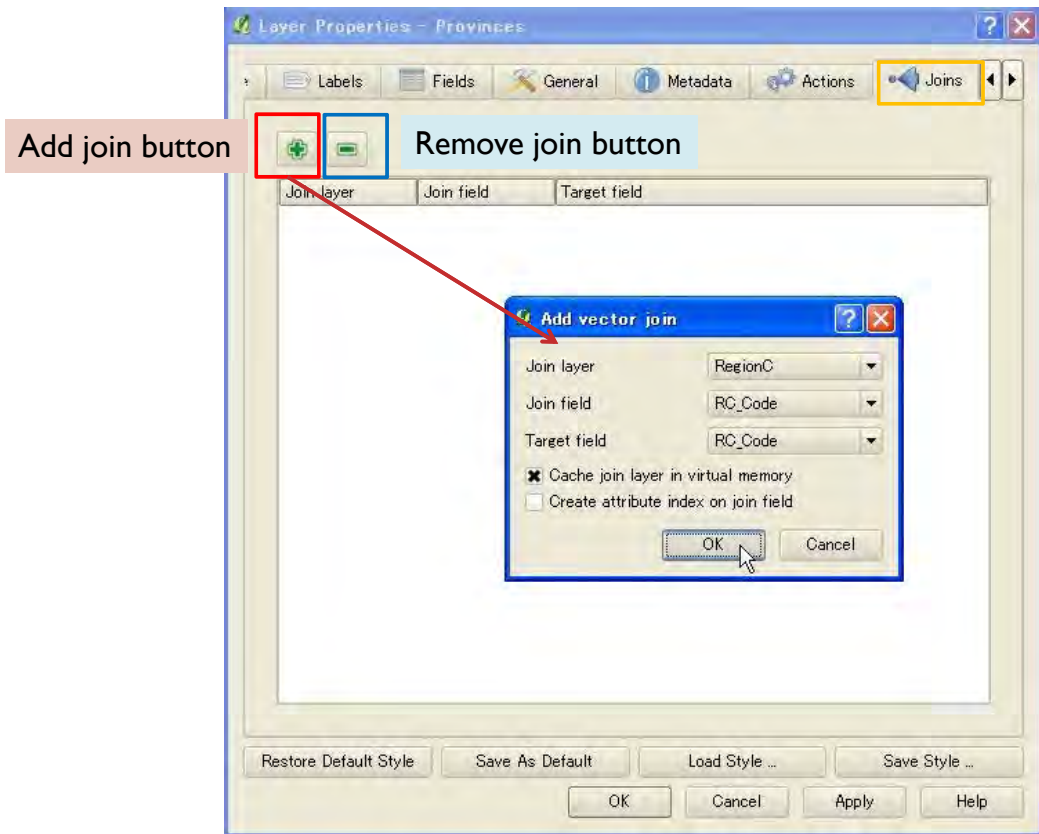 Layer Properties - Provinces
Labels Fields General Metadata Actions Joins
Add join button
Remove join button
Join layer Join field Target field
Add vector join
Join layer RegionC
Join field RC_Code
Target field RC_Code
Cache join layer in virtual memory
Create attribute index on join field
OK Cancel
Restore Default Style Save As Default Load Style ... Save Style ...
OK Cancel Apply Help